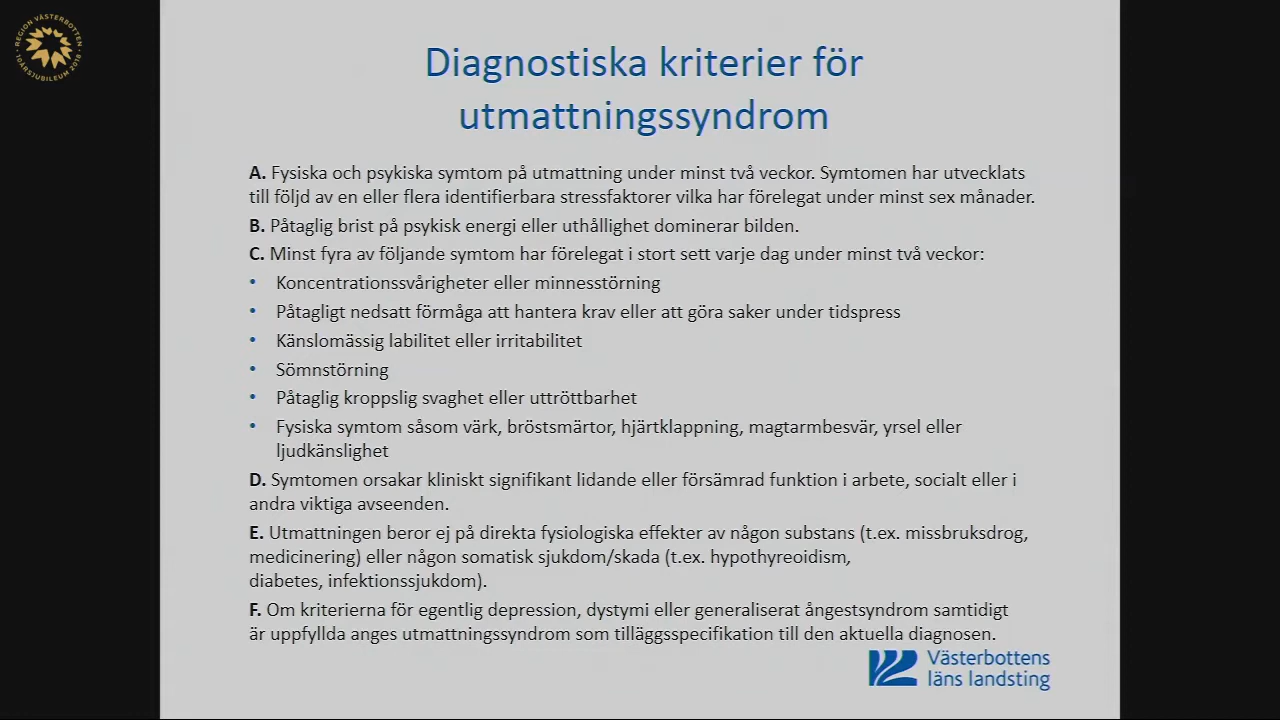 REGION VÄSTERBOTTEN
10 ÅRSJUBILEUM 2018
Diagnostiska kriterier för
utmattningssyndrom
A. Fysiska och psykiska symtom på utmattning under minst två veckor. Symtomen har utvecklats
till följd av en eller flera identifierbara stressfaktorer vilka har förelegat under minst sex månader.
B. Påtaglig brist på psykisk energi eller uthållighet dominerar bilden.
C. Minst fyra av följande symtom har förelegat i stort sett varje dag under minst två veckor:
• Koncentrationssvårigheter eller minnesstörning
• Påtagligt nedsatt förmåga att hantera krav eller att göra saker under tidspress
• Känslomässig labilitet eller irritabilitet
• Sömnstörning
• Påtaglig kroppslig svaghet eller uttröttbarhet
• Fysiska symtom såsom värk, bröstsmärtor, hjärtklappning, magtarmbesvär, yrsel eller
ljudkänslighet
D. Symtomen orsakar kliniskt signifikant lidande eller försämrad funktion i arbete, socialt eller i
andra viktiga avseenden.
E. Utmattningen beror ej på direkta fysiologiska effekter av någon substans (t.ex. missbruksdrog,
medicinering) eller någon somatisk sjukdom/skada (t.ex. hypothyreoidism,
diabetes, infektionssjukdom).
F. Om kriterierna för egentlig depression, dystymi eller generaliserat ångestsyndrom samtidigt
är uppfyllda anges utmattningssyndrom som tilläggsspecifikation till den aktuella diagnosen.
Västerbottens
läns landsting